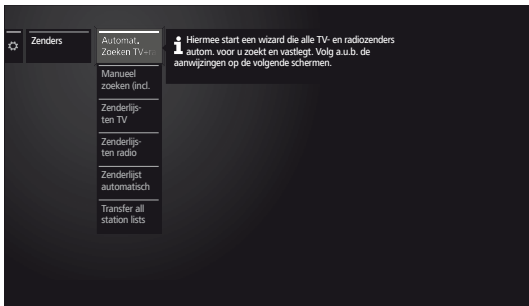 Zenders
Automat,
Zoeken TV-
Hiermee start een wizard die alle TV- en radiozenders
autom. voor u zoekt en vastlegt. Volg a.u.b. de
aanwijzingen op de volgende schermen.
Manueel
zoeken (incl.
Zenderlijs-
ten TV
Zenderlijs-
ten radio
Zenderlijst
automatisch
Transfer all
station lists